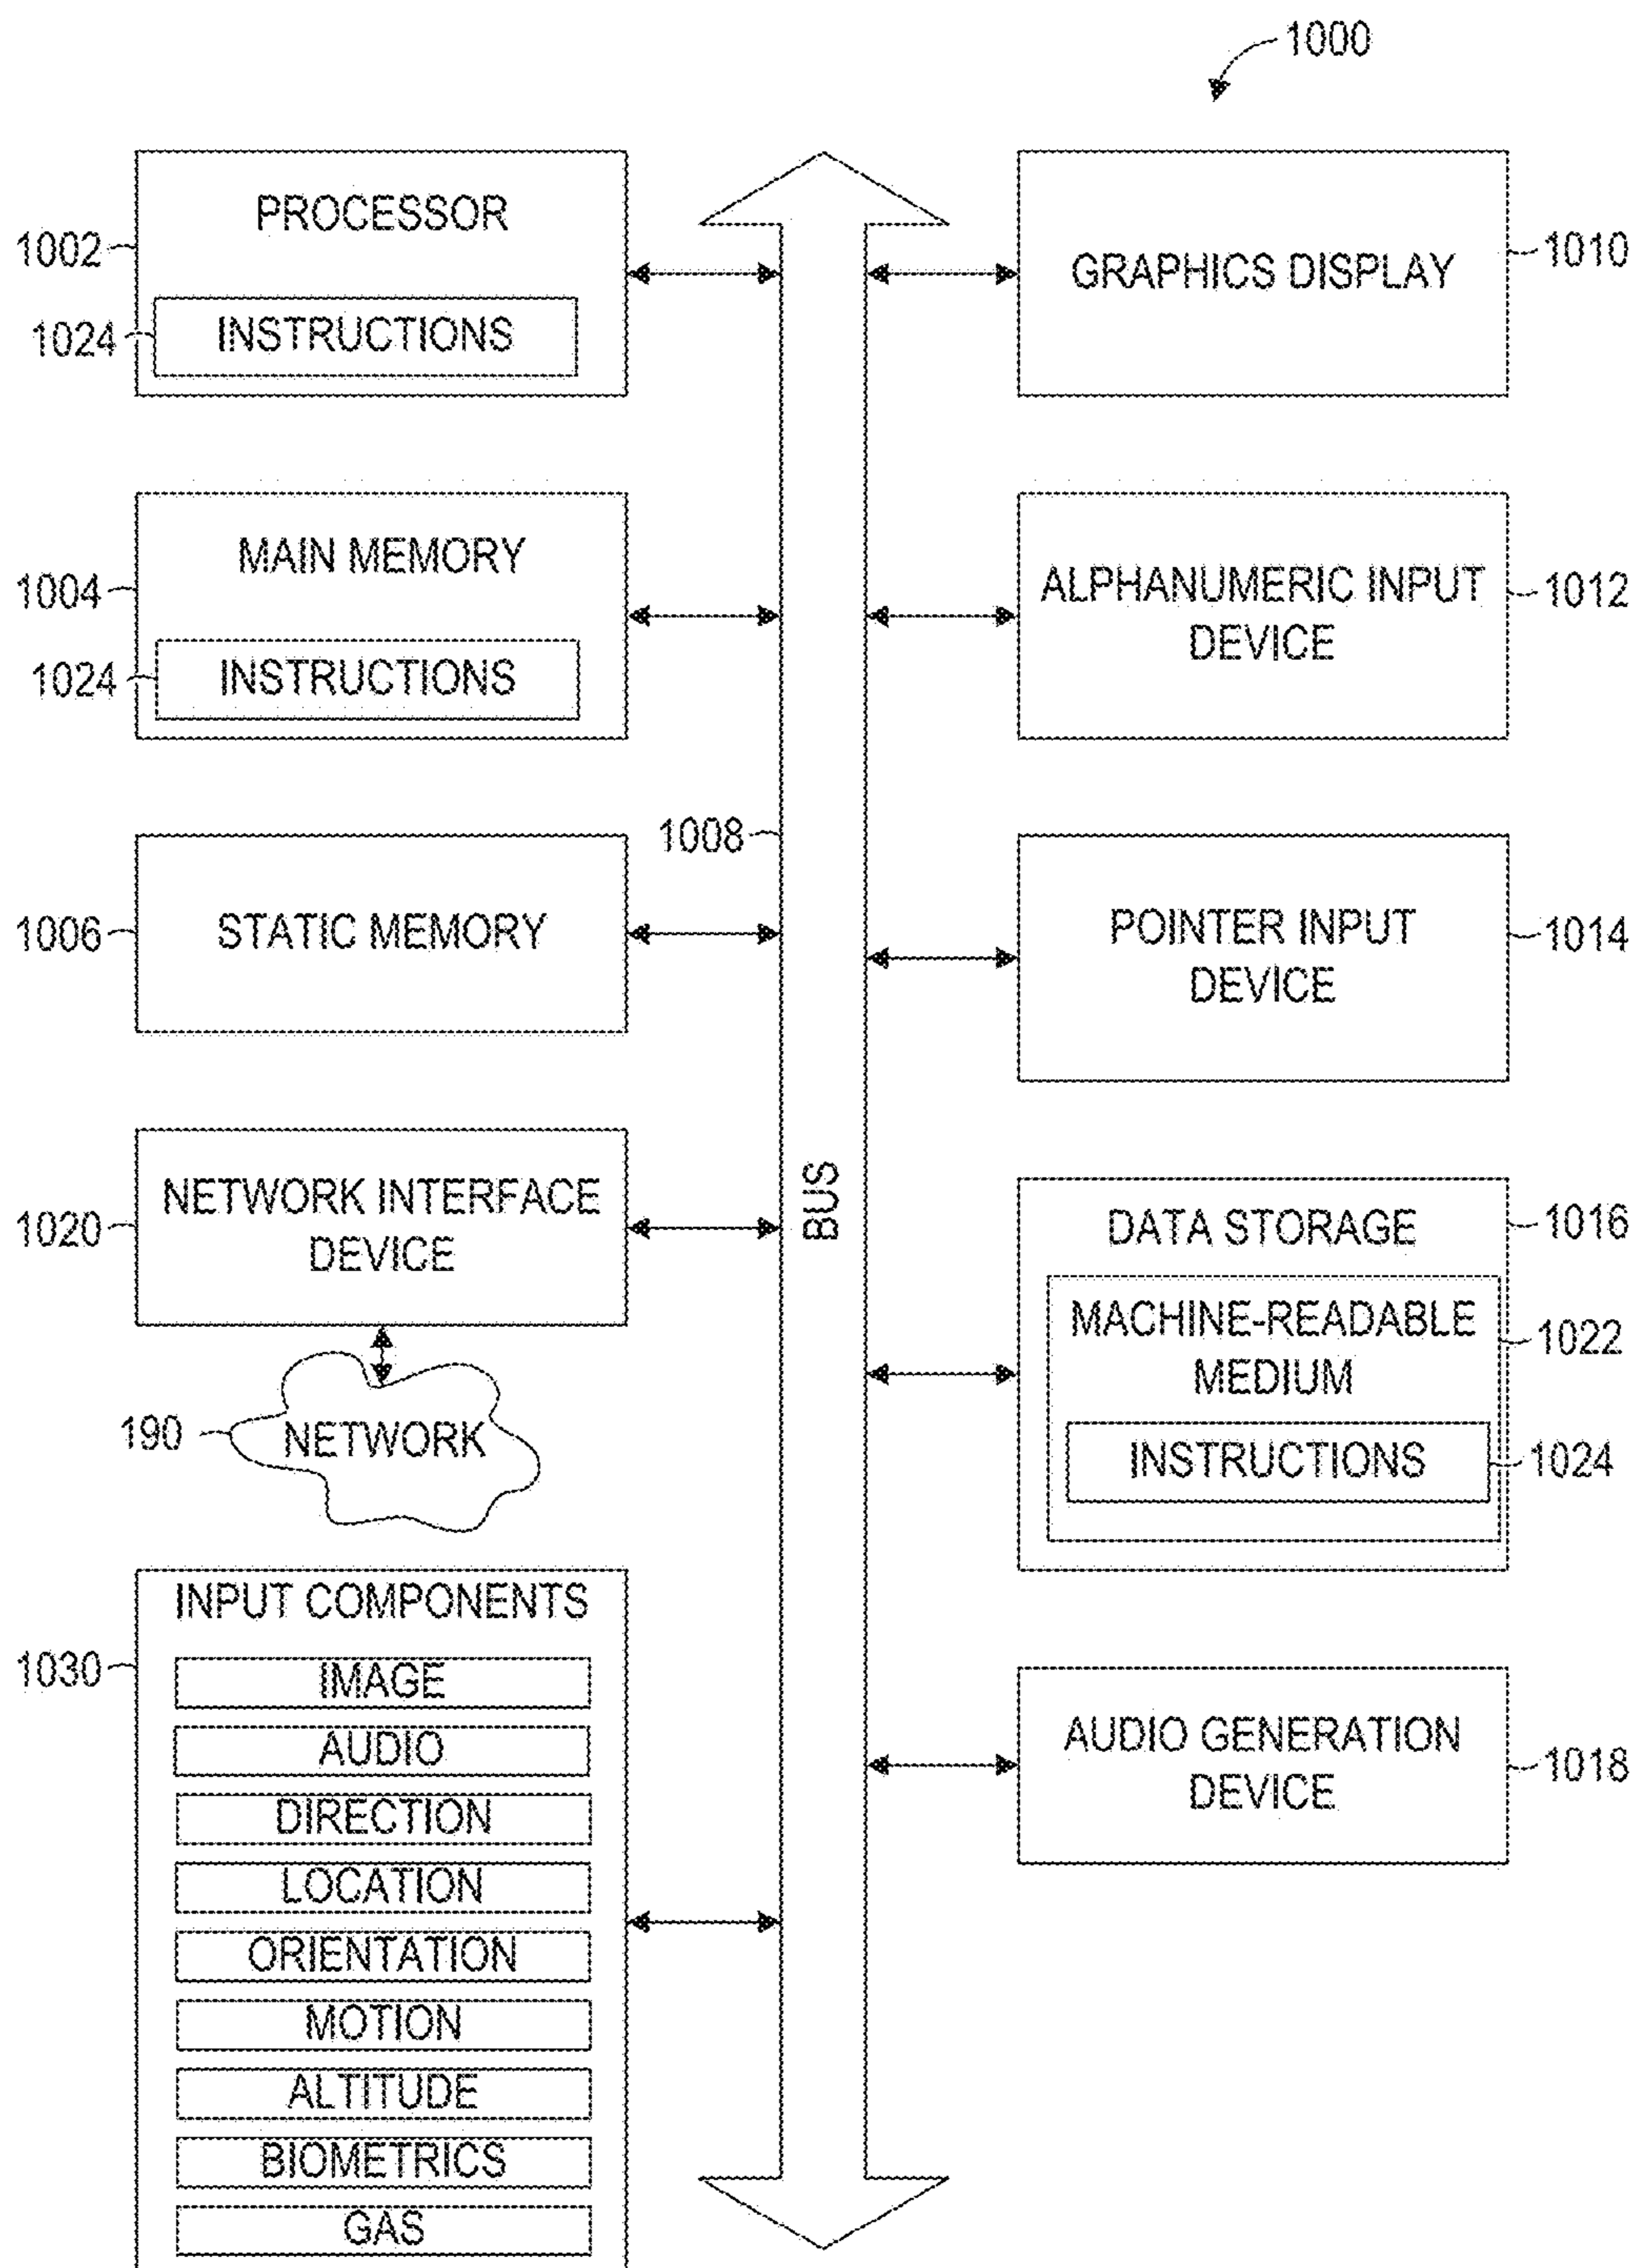 1000
PROCESSOR
1002
INSTRUCTIONS
1024
GRAPHICS DISPLAY
1010
MAIN MEMORY
1004
INSTRUCTIONS
1024
ALPHANUMERIC INPUT
DEVICE
1012
1008
STATIC MEMORY
1006
POINTER INPUT
DEVICE
1014
BUS
NETWORK INTERFACE
DEVICE
1020
NETWORK
190
DATA STORAGE
1016
MACHINE-READABLE
MEDIUM
1022
INSTRUCTIONS
1024
INPUT COMPONENTS
1030
IMAGE
AUDIO
DIRECTION
LOCATION
ORIENTATION
MOTION
ALTITUDE
BIOMETRICS
GAS
AUDIO GENERATION
DEVICE
1018